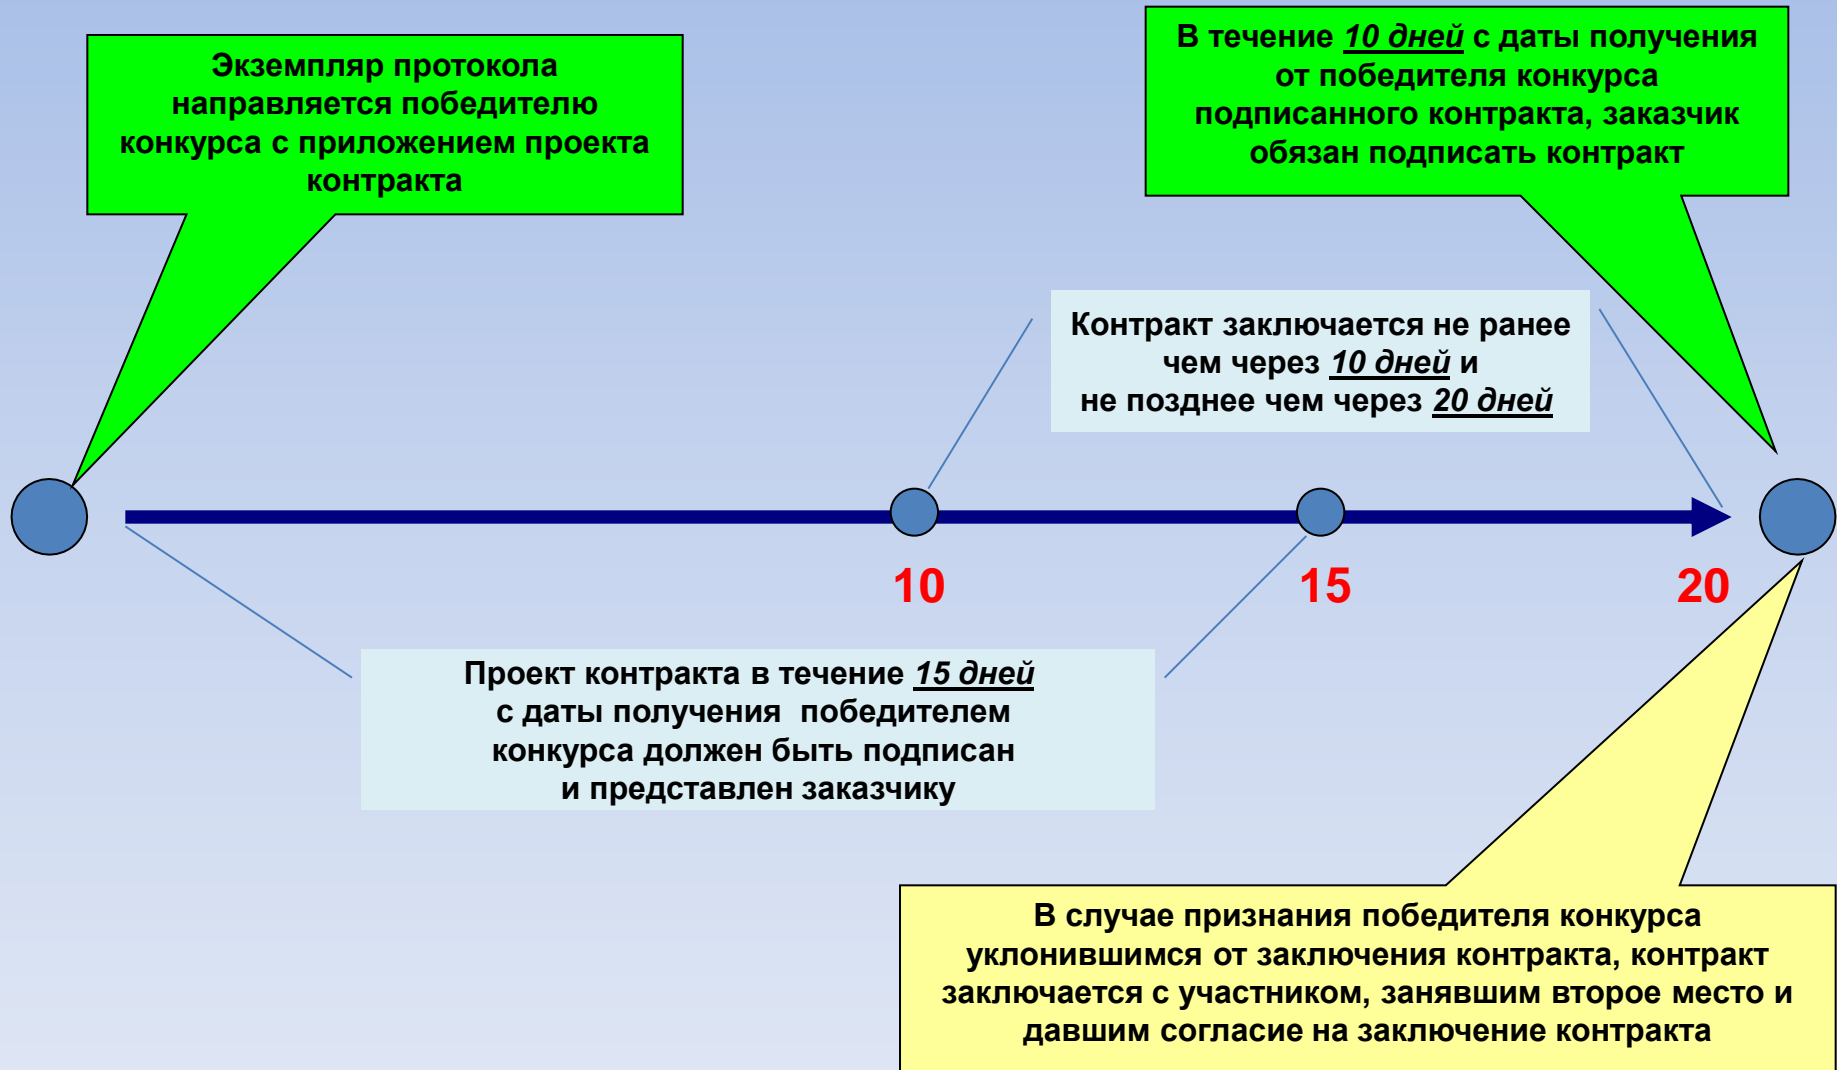 Экземпляр протокола
направляется победителю
конкурса с приложением проекта
контракта
В течение 10 дней с даты получения
от победителя конкурса
подписанного контракта, заказчик
обязан подписать контракт
Контракт заключается не ранее
чем через 10 дней и
не позднее чем через 20 дней
10
15
20
Проект контракта в течение 15 дней
с даты получения победителем
конкурса должен быть подписан
и представлен заказчику
В случае признания победителя конкурса
уклонившимся от заключения контракта, контракт
заключается с участником, занявшим второе место и
давшим согласие на заключение контракта